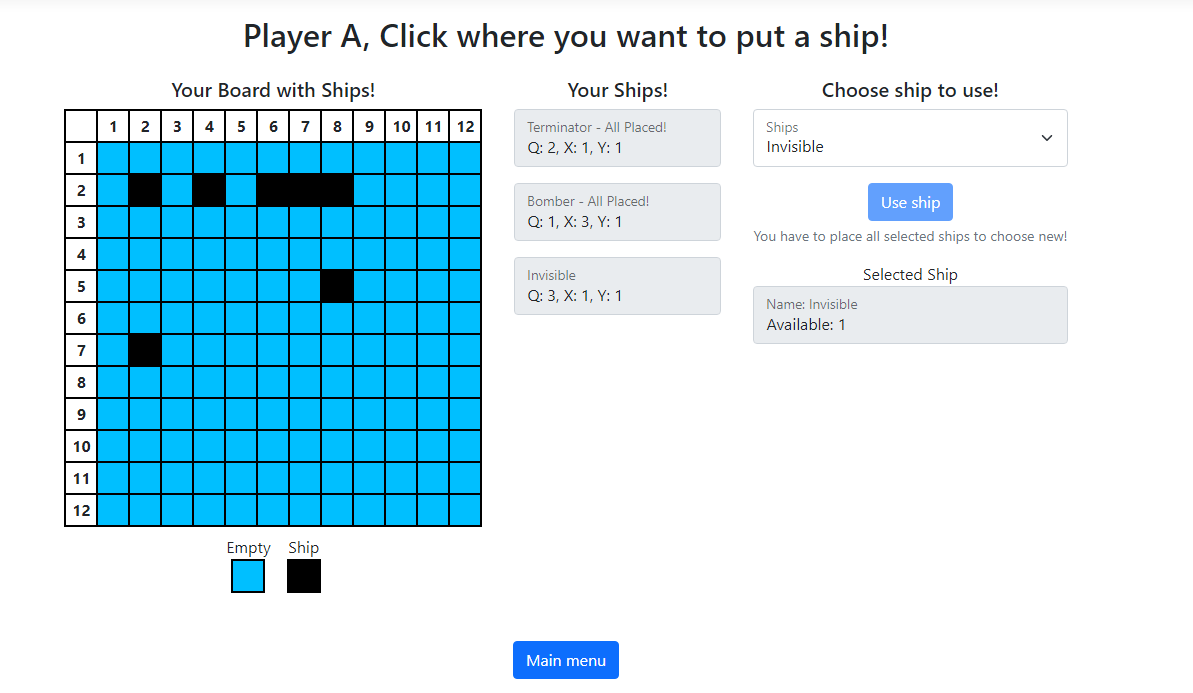 Player A, Click where you want to put a ship!
Your Board with Ships!
1 2 3 4 5 6 7 8 9 10 11 12
1
2
3
4
5
6
7
8
9
10
11
12
Empty Ship
Your Ships!
Terminator - All Placed!
Q: 2, X: 1, Y: 1
Bomber - All Placed!
Q: 1, X: 3, Y: 1
Invisible
Q: 3, X: 1, Y: 1
Choose ship to use!
Ships
Invisible
Use ship
You have to place all selected ships to choose new!
Selected Ship
Name: Invisible
Available: 1
Main menu